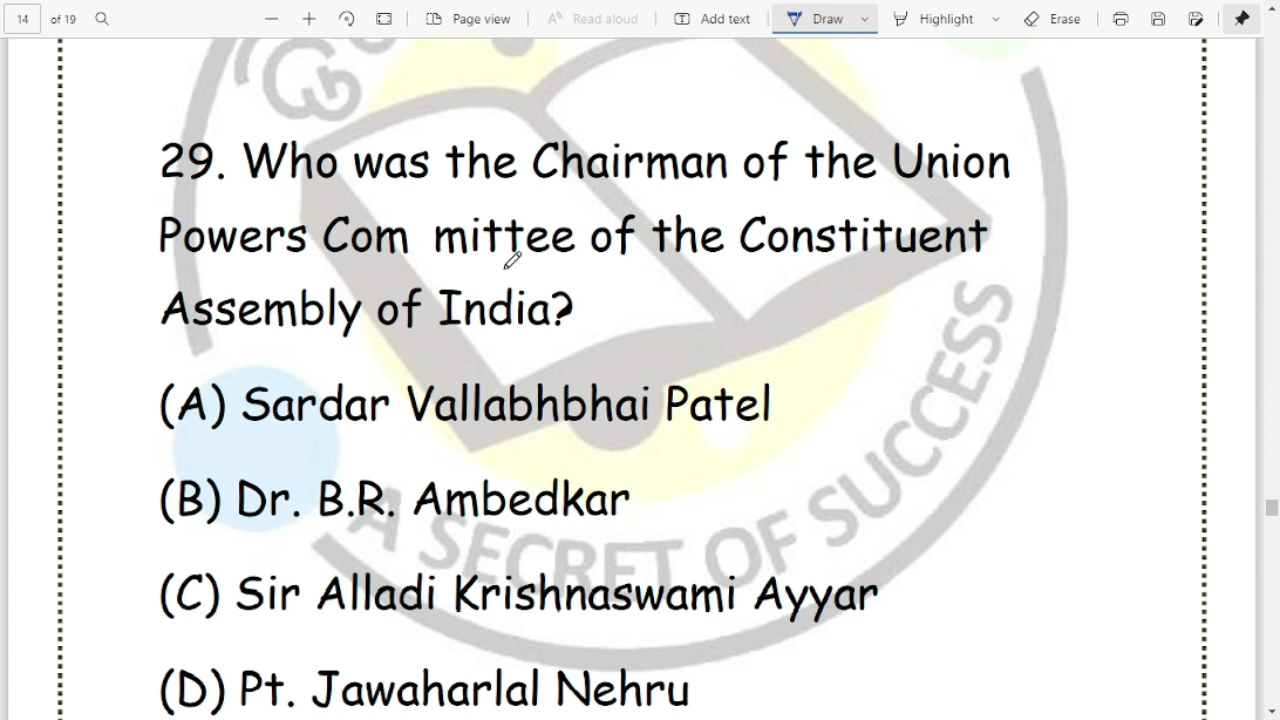 14 of 19 Page view Read aloud Add text Draw Highlight Erase
29. Who was the Chairman of the Union
Powers Com mittee of the Constituent
Assembly of India?
(A) Sardar Vallabhbhai Patel
(B) Dr. B.R. Ambedkar
(C) Sir Alladi Krishnaswami Ayyar
(D) Pt. Jawaharlal Nehru
A SECRET OF SUCCESS